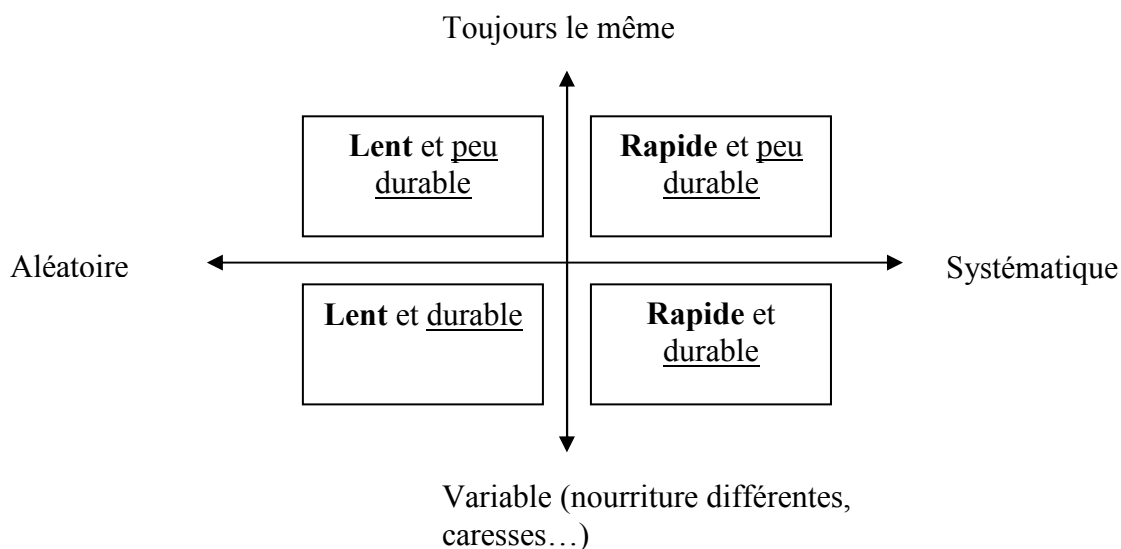 Toujours le même
Lent et peu
durable
Rapide et peu
durable
Aléatoire
Systématique
Lent et durable
Rapide et
durable
Variable (nourriture différentes,
caresses…)